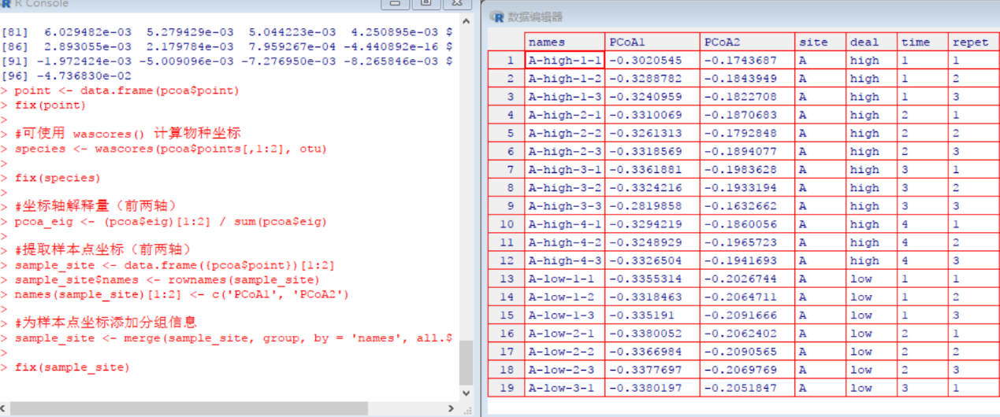 R Console
[81]  6.029482e-03  5.279429e-03  5.044223e-03  4.250895e-03 $
[86]  2.893055e-03  2.179784e-03  7.959267e-04 -4.440892e-16 $
[91] -1.972424e-03 -5.009096e-03 -7.276950e-03 -8.265846e-03 $
[96] -4.736830e-02
> point <- data.frame(pcoa$point)
> fix(point)
>
> #可使用 wascores() 计算物种坐标
> species <- wascores(pcoa$points[,1:2], otu)
>
> fix(species)
>
> #坐标轴解释量（前两轴）
> pcoa_eig <- (pcoa$eig)[1:2] / sum(pcoa$eig)
>
> #提取样本点坐标（前两轴）
> sample_site <- data.frame({pcoa$point})[1:2]
> sample_site$names <- rownames(sample_site)
> names(sample_site)[1:2] <- c('PCoA1', 'PCoA2')
>
> #为样本点坐标添加分组信息
> sample_site <- merge(sample_site, group, by = 'names', all.$
>
> fix(sample_site)
R 数据编辑器
names PCoA1 PCoA2 site deal time repet
1 A-high-1-1 -0.3020545 -0.1743687 A high 1 1
2 A-high-1-2 -0.3288782 -0.1843949 A high 1 2
3 A-high-1-3 -0.3240959 -0.1822708 A high 1 3
4 A-high-2-1 -0.3310069 -0.1870683 A high 2 1
5 A-high-2-2 -0.3261313 -0.1792848 A high 2 2
6 A-high-2-3 -0.3318569 -0.1894077 A high 2 3
7 A-high-3-1 -0.3361881 -0.1983628 A high 3 1
8 A-high-3-2 -0.3324216 -0.1933194 A high 3 2
9 A-high-3-3 -0.2819858 -0.1632662 A high 3 3
10 A-high-4-1 -0.3294219 -0.1860056 A high 4 1
11 A-high-4-2 -0.3248929 -0.1965723 A high 4 2
12 A-high-4-3 -0.3326504 -0.1941693 A high 4 3
13 A-low-1-1 -0.3355314 -0.2026744 A low 1 1
14 A-low-1-2 -0.3318463 -0.2064711 A low 1 2
15 A-low-1-3 -0.335191 -0.2091666 A low 1 3
16 A-low-2-1 -0.3380052 -0.2062402 A low 2 1
17 A-low-2-2 -0.3366984 -0.2090565 A low 2 2
18 A-low-2-3 -0.3377697 -0.2069769 A low 2 3
19 A-low-3-1 -0.3380197 -0.2051847 A low 3 1